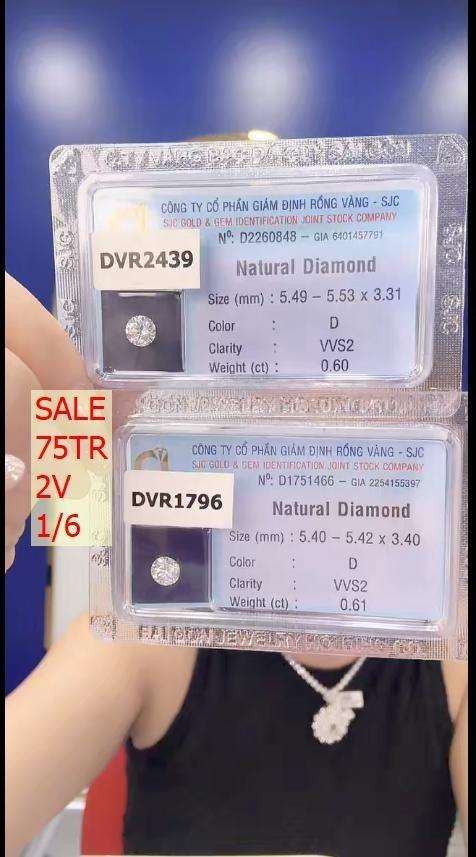 CÔNG TY CỔ PHẦN GIÁM ĐỊNH RỒNG VÀNG - SJC
SJC GOLD & GEM IDENTIFICATION JOINT STOCK COMPANY
Nº: D2260848 - GIA 6401457791
DVR2439
Natural Diamond
Size (mm) : 5.49 – 5.53 x 3.31
Color : D
Clarity : VVS2
Weight (ct) : 0.60
SALE
75TR
2V
1/6
CÔNG TY CỔ PHẦN GIÁM ĐỊNH RỒNG VÀNG - SJC
SJC GOLD & GEM IDENTIFICATION JOINT STOCK COMPANY
Nº: D1751466 - GIA 2254155397
DVR1796
Natural Diamond
Size (mm) : 5.40 – 5.42 x 3.40
Color : D
Clarity : VVS2
Weight (ct) : 0.61
JEWELRY HOLDING